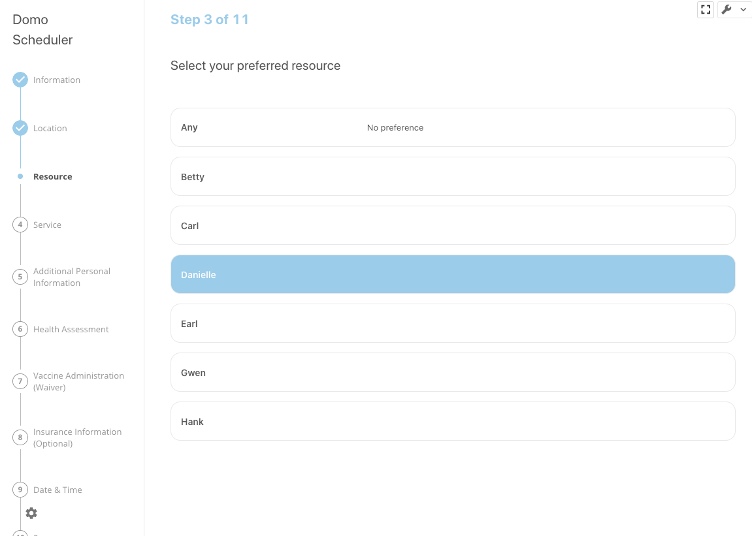 Domo
Scheduler
Information
Location
Resource
4 Service
5 Additional Personal
Information
6 Health Assessment
7 Vaccine Administration
(Waiver)
8 Insurance Information
(Optional)
9 Date & Time
Step 3 of 11
Select your preferred resource
Any No preference
Betty
Carl
Danielle
Earl
Gwen
Hank